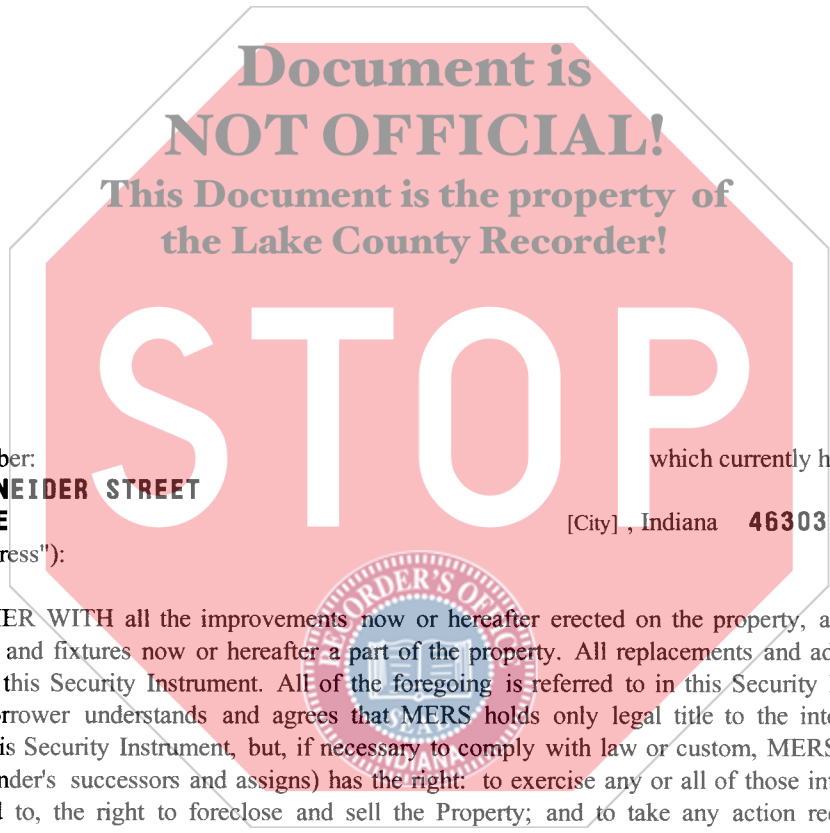 Document is
NOT OFFICIAL!
This Document is the property of
the Lake County Recorder!
STOP
ber: which currently h
NEIDER STREET
E [City] , Indiana 46303
ress"):
ER WITH all the improvements now or hereafter erected on the property, a
and fixtures now or hereafter a part of the property. All replacements and ad
this Security Instrument. All of the foregoing is referred to in this Security
rrower understands and agrees that MERS holds only legal title to the int
is Security Instrument, but, if necessary to comply with law or custom, MERS
nder's successors and assigns) has the right: to exercise any or all of those in
to, the right to foreclose and sell the Property; and to take any action re
RECORDER'S OFFICE
SEAL
INDIANA